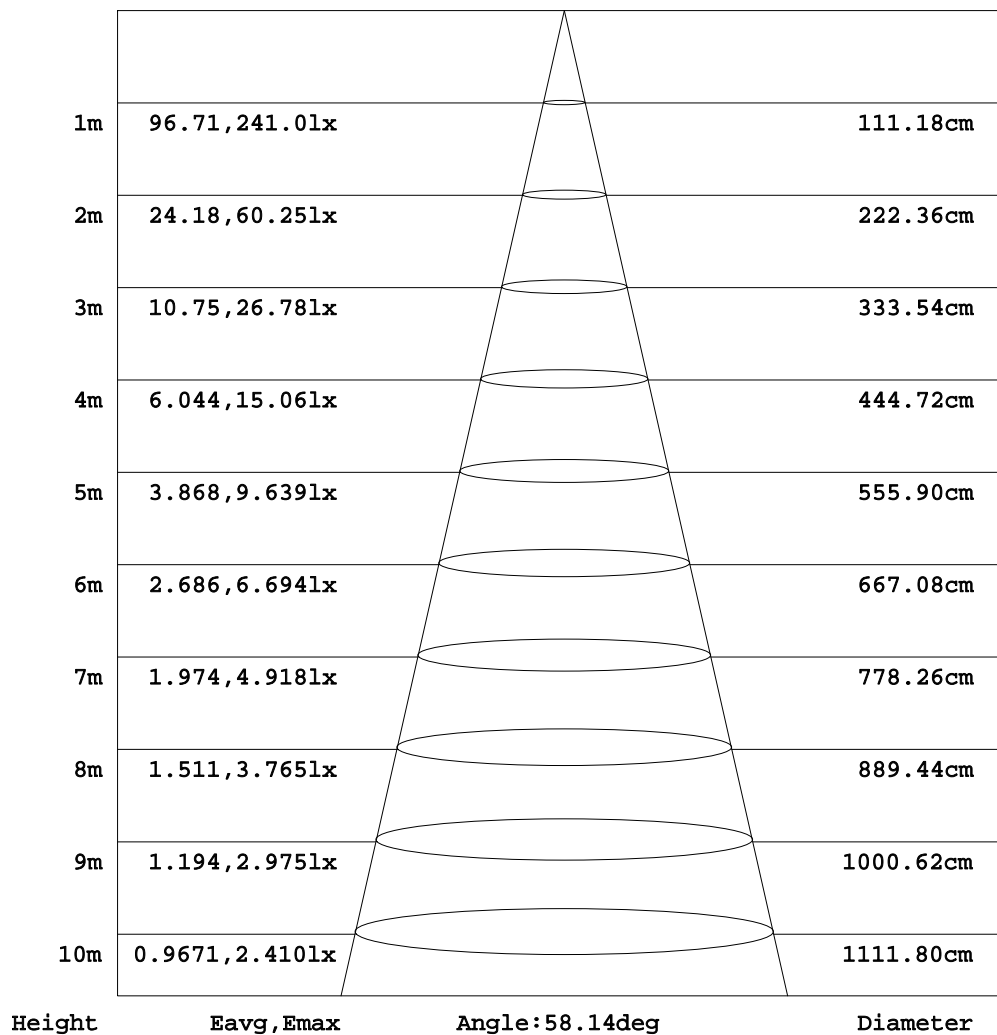 1m 96.71,241.0lx 111.18cm
2m 24.18,60.25lx 222.36cm
3m 10.75,26.78lx 333.54cm
4m 6.044,15.06lx 444.72cm
5m 3.868,9.639lx 555.90cm
6m 2.686,6.694lx 667.08cm
7m 1.974,4.918lx 778.26cm
8m 1.511,3.765lx 889.44cm
9m 1.194,2.975lx 1000.62cm
10m 0.9671,2.410lx 1111.80cm
Height Eavg,Emax Angle:58.14deg Diameter